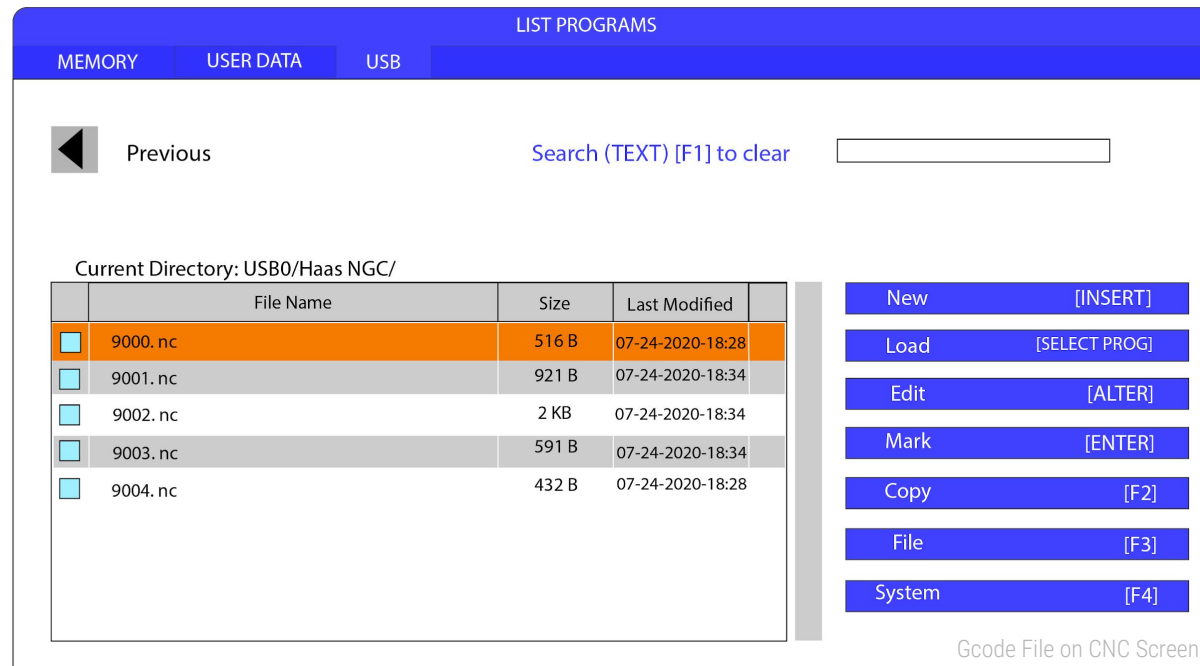 LIST PROGRAMS
MEMORY USER DATA USB
Previous Search (TEXT) [F1] to clear
Current Directory: USB0/Haas NGC/
File Name Size Last Modified
9000. nc 516 B 07-24-2020-18:28
9001. nc 921 B 07-24-2020-18:34
9002. nc 2 KB 07-24-2020-18:34
9003. nc 591 B 07-24-2020-18:34
9004. nc 432 B 07-24-2020-18:28
New [INSERT]
Load [SELECT PROG]
Edit [ALTER]
Mark [ENTER]
Copy [F2]
File [F3]
System [F4]
Gcode File on CNC Screen